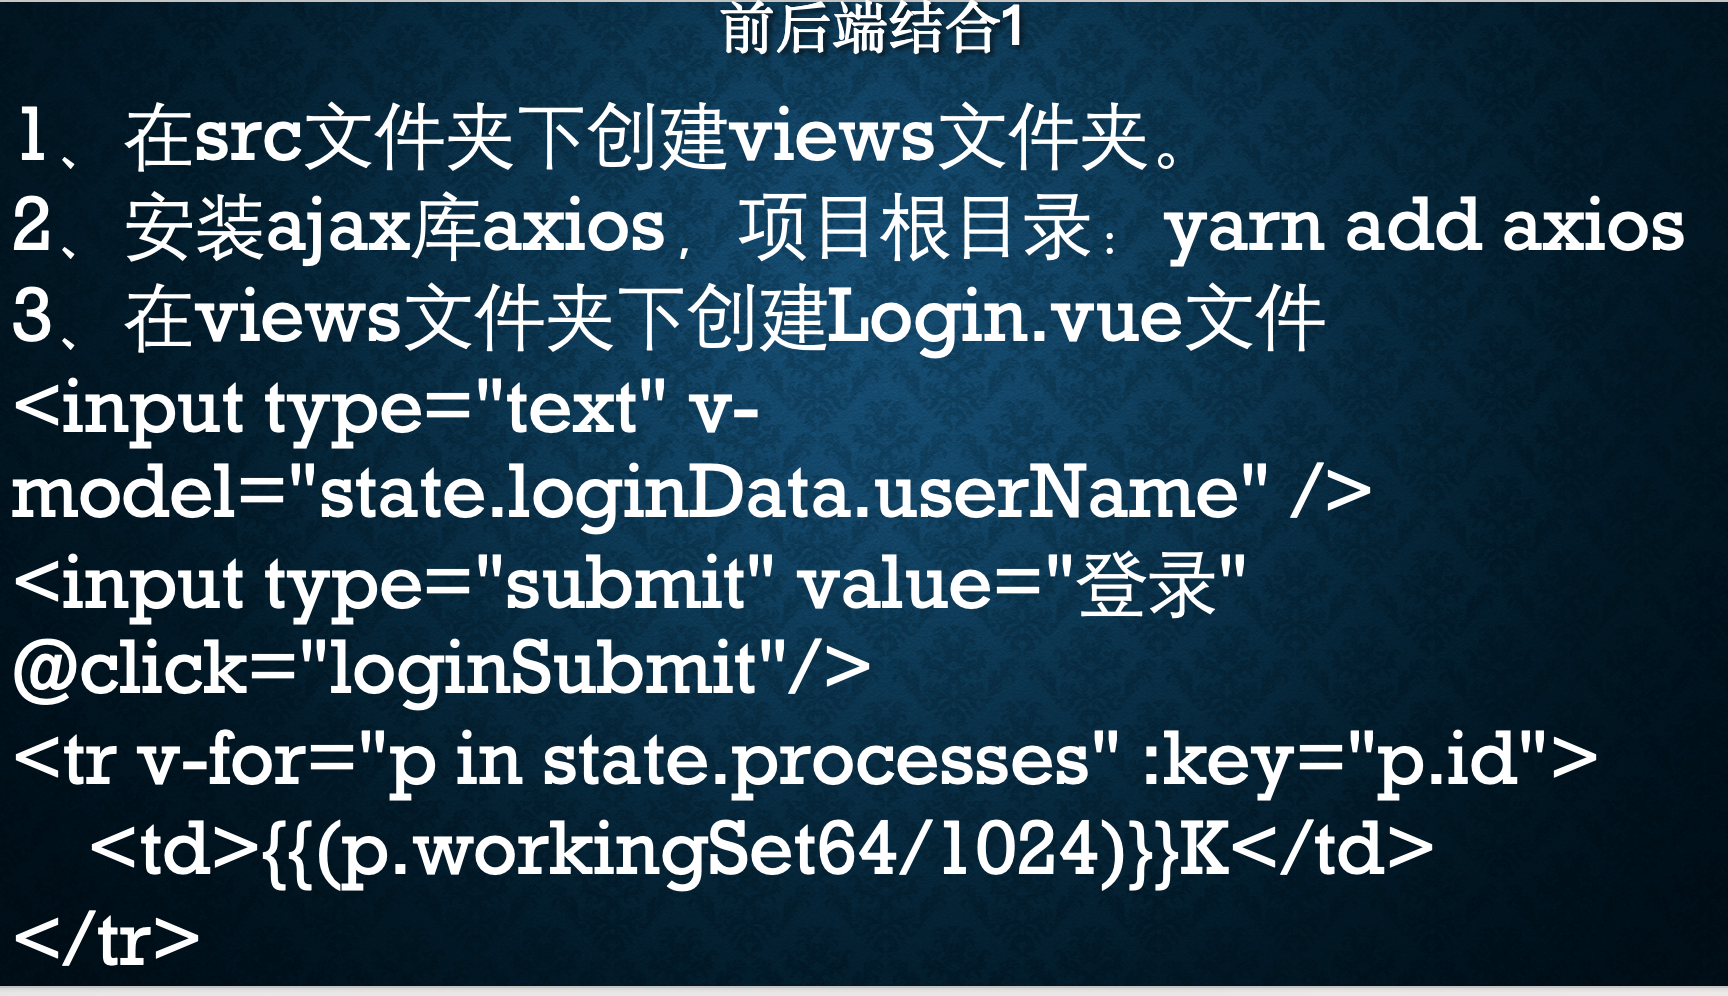 前后端结合1
1、在src文件夹下创建views文件夹。
2、安装ajax库axios，项目根目录：yarn add axios
3、在views文件夹下创建Login.vue文件
<input type="text" v-
model="state.loginData.userName" />
<input type="submit" value="登录"
@click="loginSubmit"/>
<tr v-for="p in state.processes" :key="p.id">
<td>{{(p.workingSet64/1024)}}K</td>
</tr>